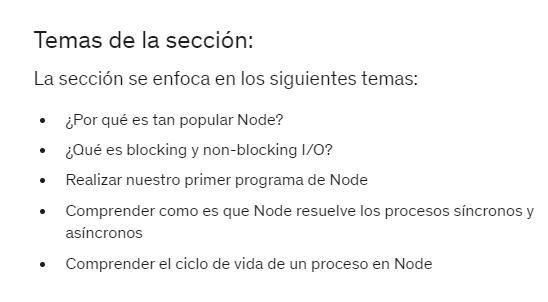 Temas de la sección:
La sección se enfoca en los siguientes temas:
• ¿Por qué es tan popular Node?
• ¿Qué es blocking y non-blocking I/O?
• Realizar nuestro primer programa de Node
• Comprender como es que Node resuelve los procesos síncronos y
asíncronos
• Comprender el ciclo de vida de un proceso en Node